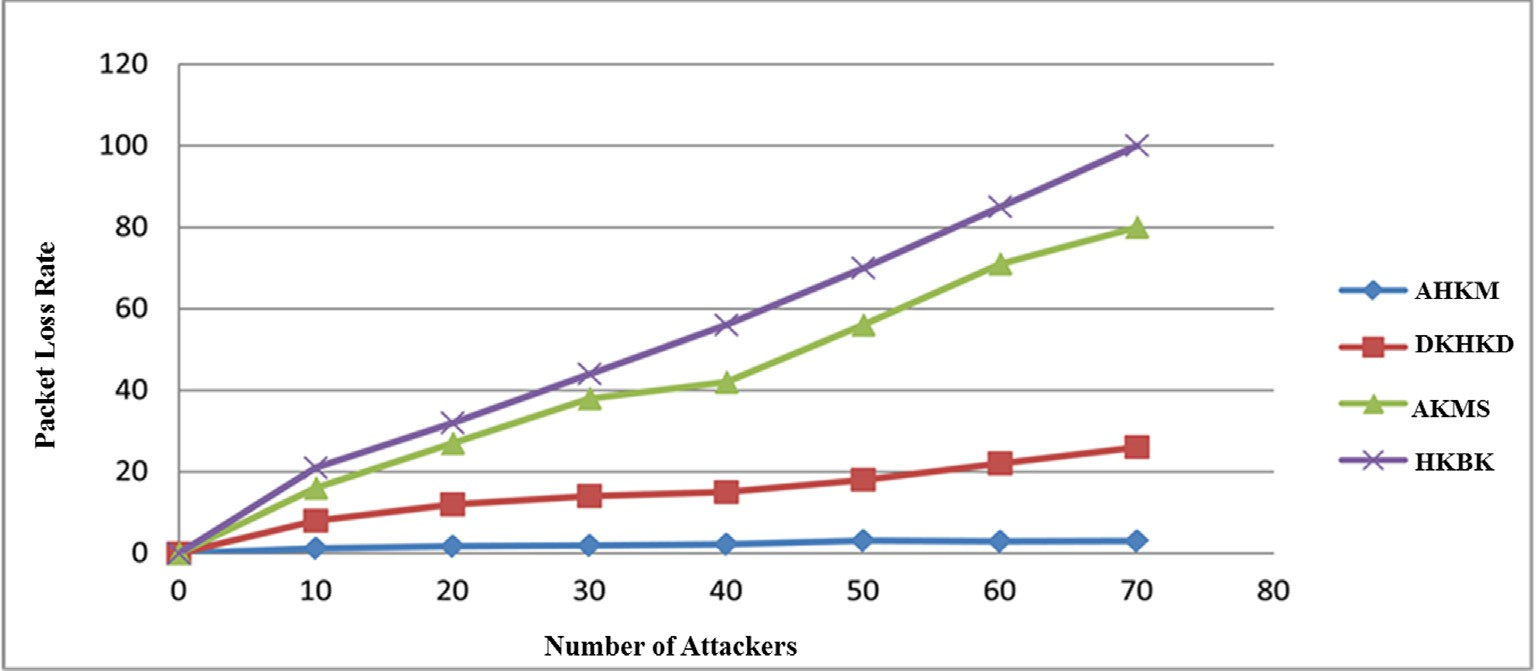 120
100
80
60
40
20
0
0 10 20 30 40 50 60 70 80
Packet Loss Rate
Number of Attackers
AHKM
DKHKD
AKMS
HKBK